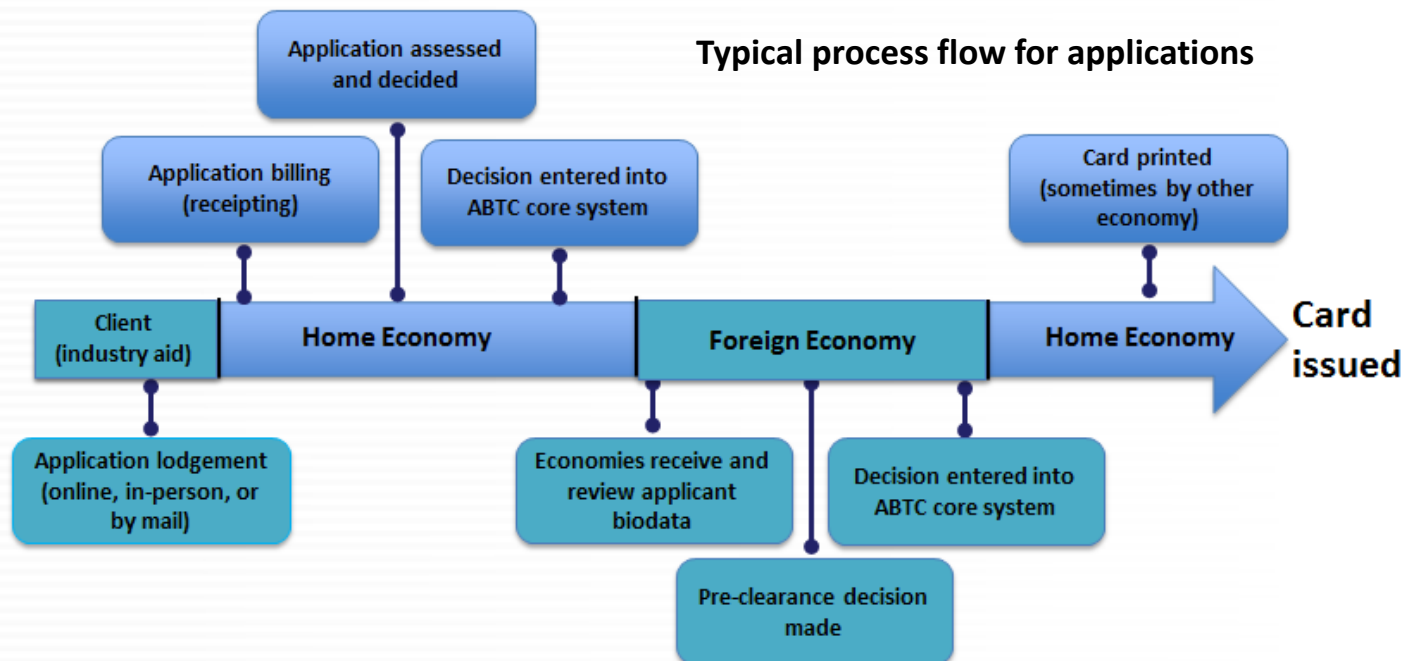 Typical process flow for applications
Application assessed
and decided
Application billing
(receipting)
Decision entered into
ABTC core system
Card printed
(sometimes by other
economy)
Client
(industry aid)
Home Economy
Foreign Economy
Home Economy
Card
issued
Application lodgement
(online, in-person, or
by mail)
Economies receive and
review applicant
biodata
Decision entered into
ABTC core system
Pre-clearance decision
made